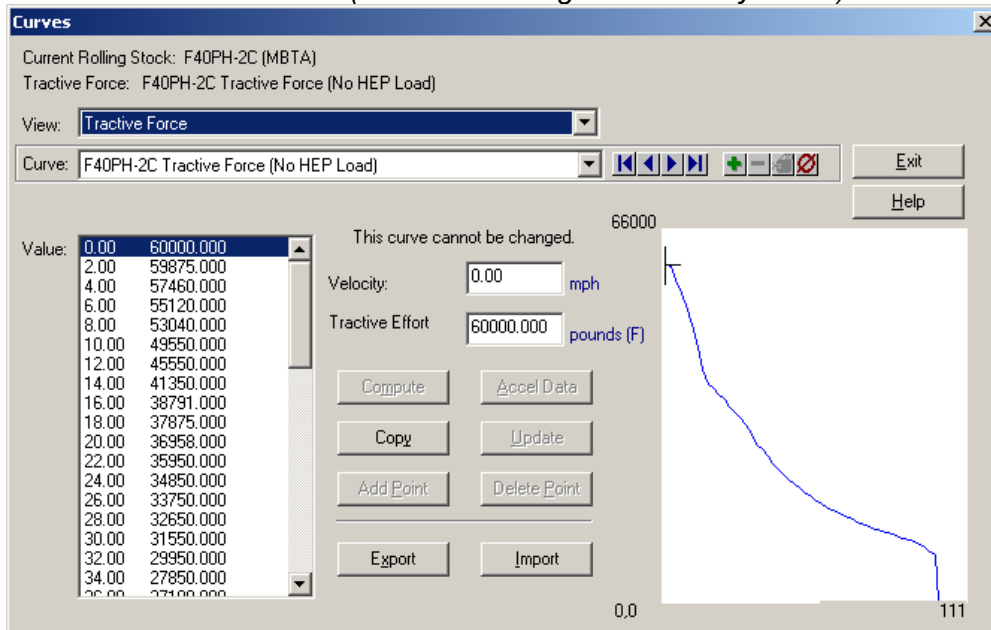 Curves
Current Rolling Stock: F40PH-2C (MBTA)
Tractive Force: F40PH-2C Tractive Force (No HEP Load)
View: Tractive Force
Curve: F40PH-2C Tractive Force (No HEP Load)
Exit
Help
Value:
0.00 60000.000
2.00 59875.000
4.00 57460.000
6.00 55120.000
8.00 53040.000
10.00 49550.000
12.00 45550.000
14.00 41350.000
16.00 38791.000
18.00 37875.000
20.00 36958.000
22.00 35950.000
24.00 34850.000
26.00 33750.000
28.00 32650.000
30.00 31550.000
32.00 29950.000
34.00 27850.000
This curve cannot be changed.
Velocity: 0.00 mph
Tractive Effort 60000.000 pounds (F)
Compute Accel Data
Copy Update
Add Point Delete Point
Export Import
66000
0,0 111